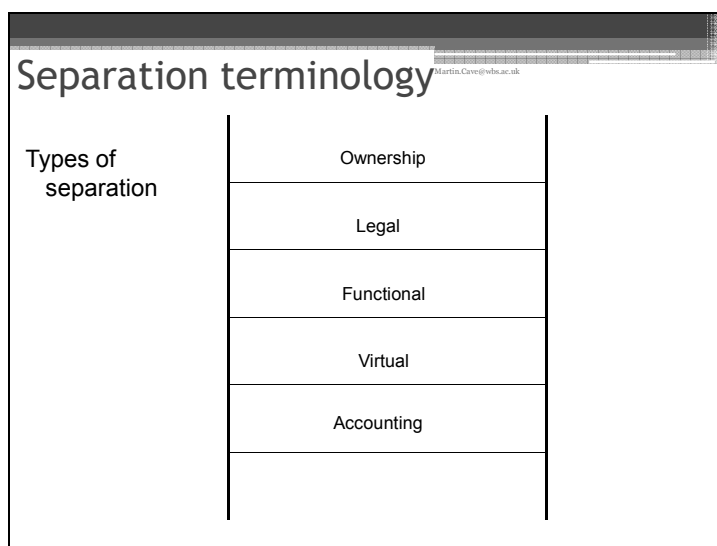 Separation terminology
Martin.Cave@wbs.ac.uk
Types of
separation
Ownership
Legal
Functional
Virtual
Accounting